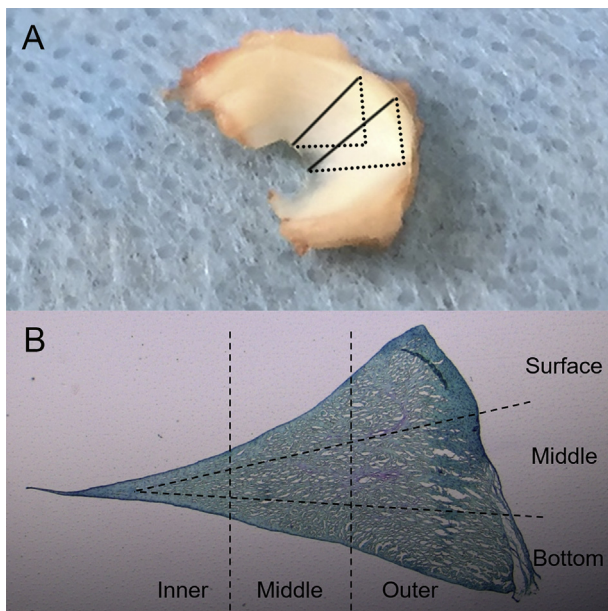 A
B
Surface
Middle
Bottom
Inner Middle Outer